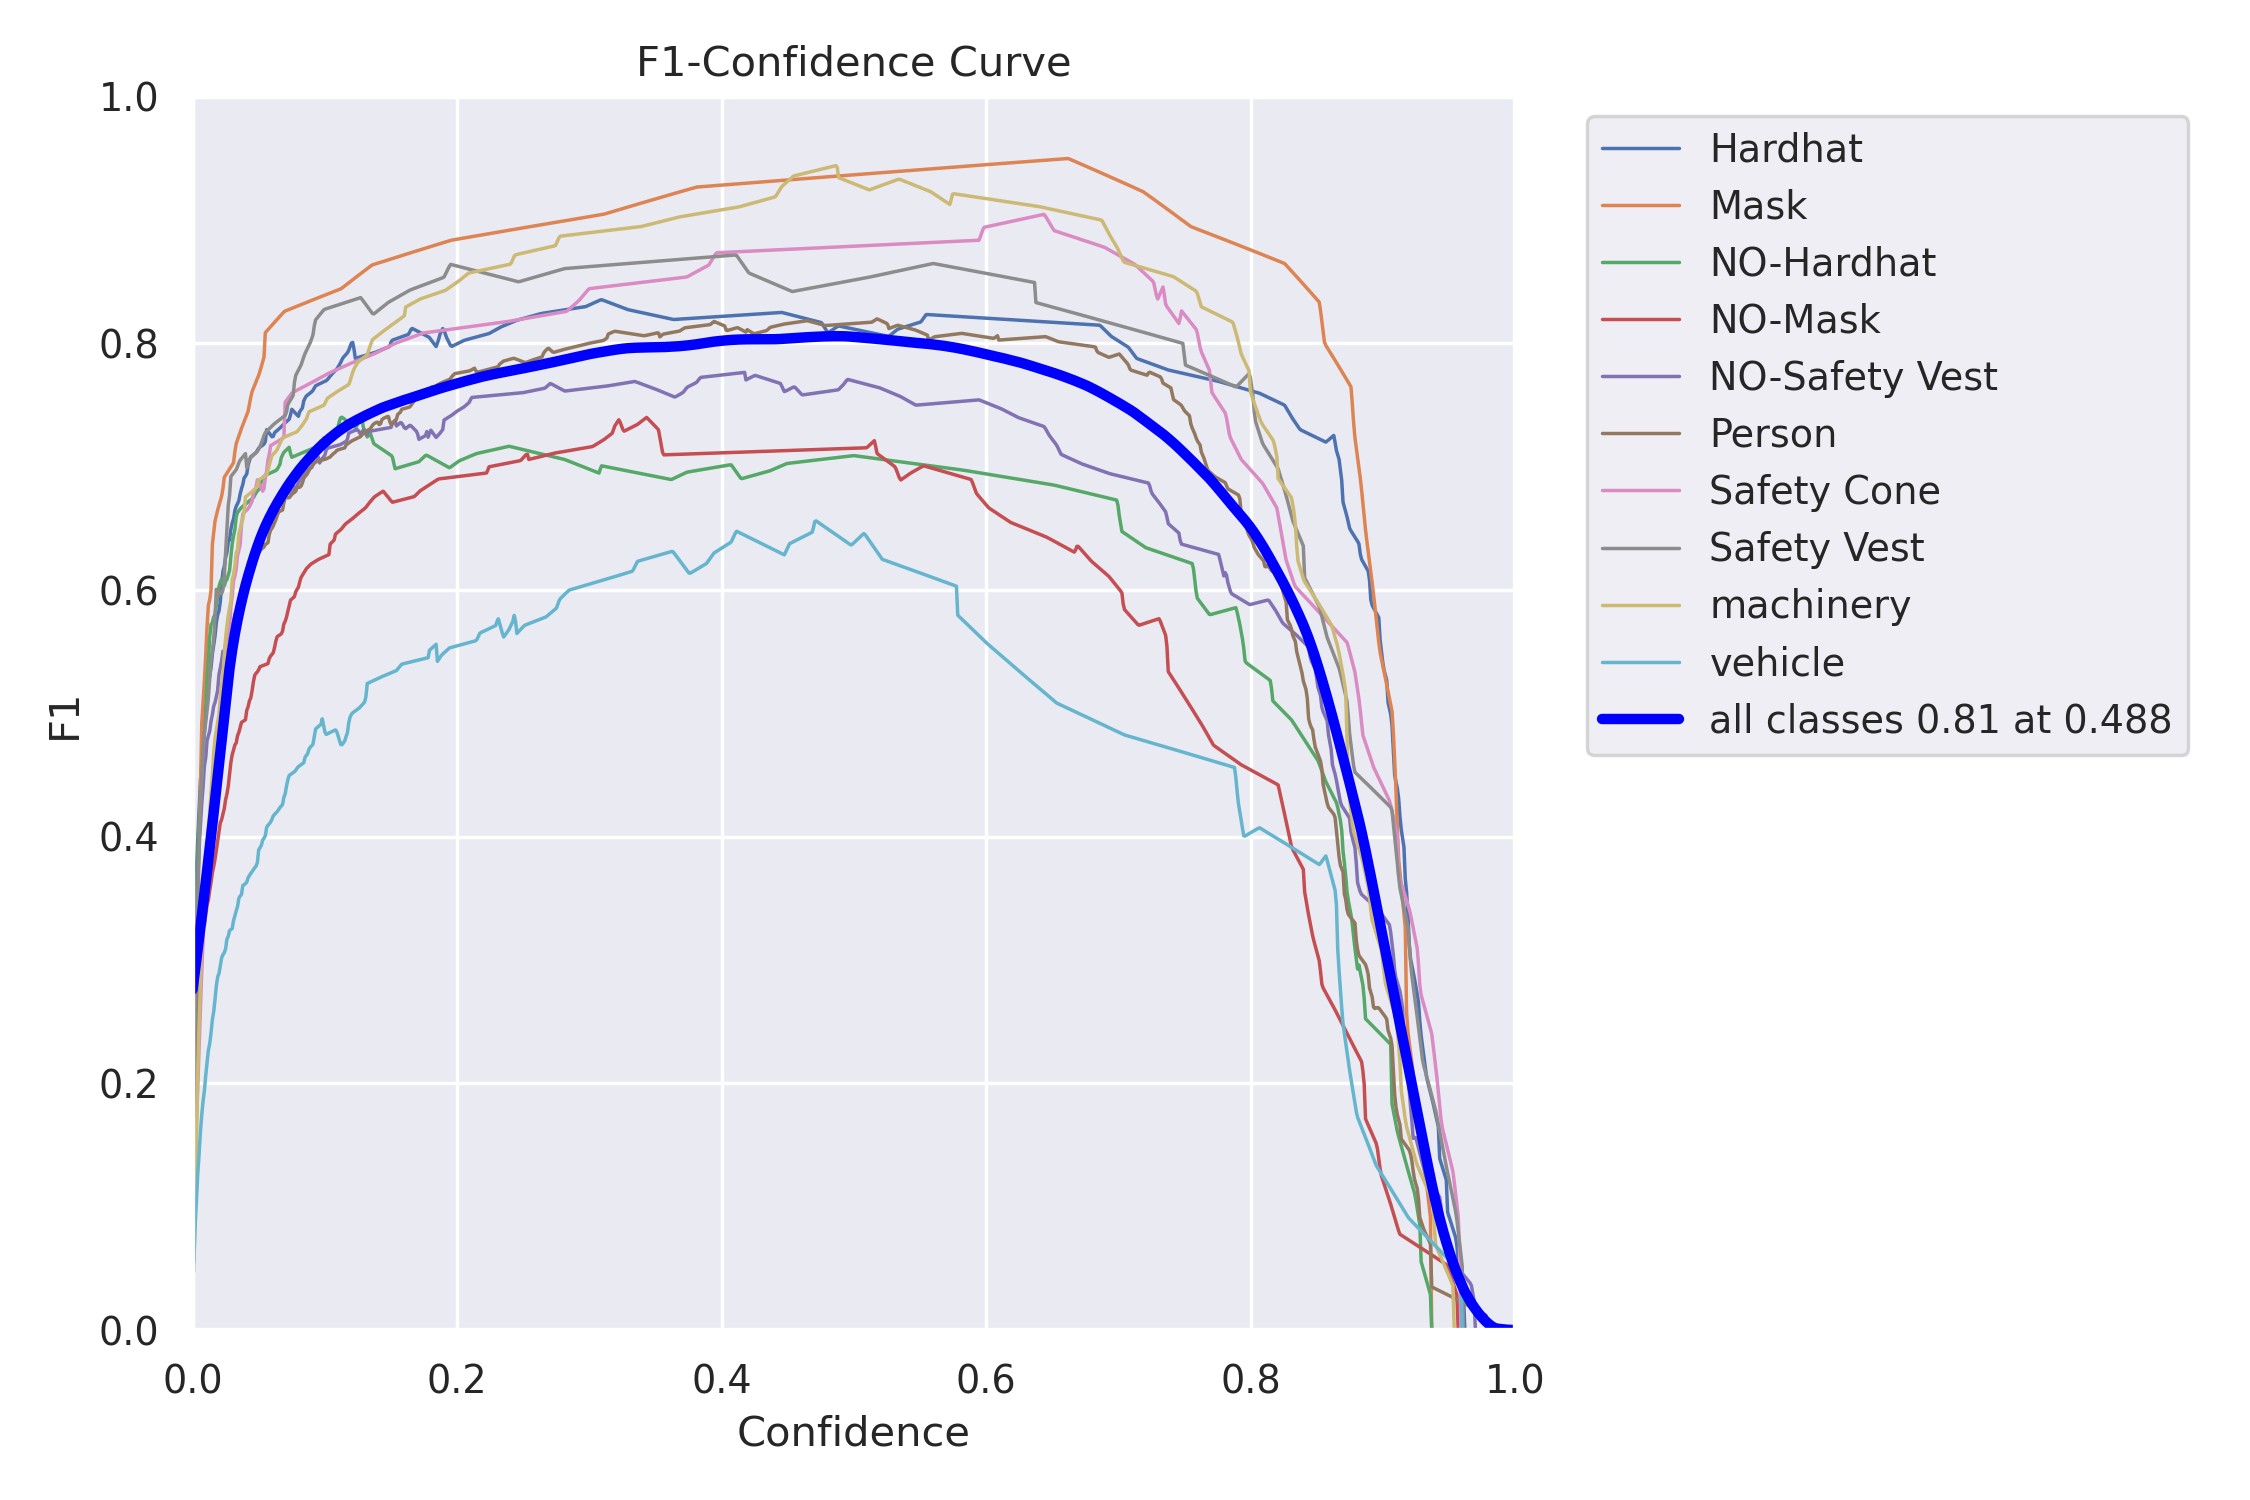 F1-Confidence Curve
1.0
0.8
0.6
0.4
0.2
0.0
F1
0.0 0.2 0.4 0.6 0.8 1.0
Confidence
Hardhat
Mask
NO-Hardhat
NO-Mask
NO-Safety Vest
Person
Safety Cone
Safety Vest
machinery
vehicle
all classes 0.81 at 0.488